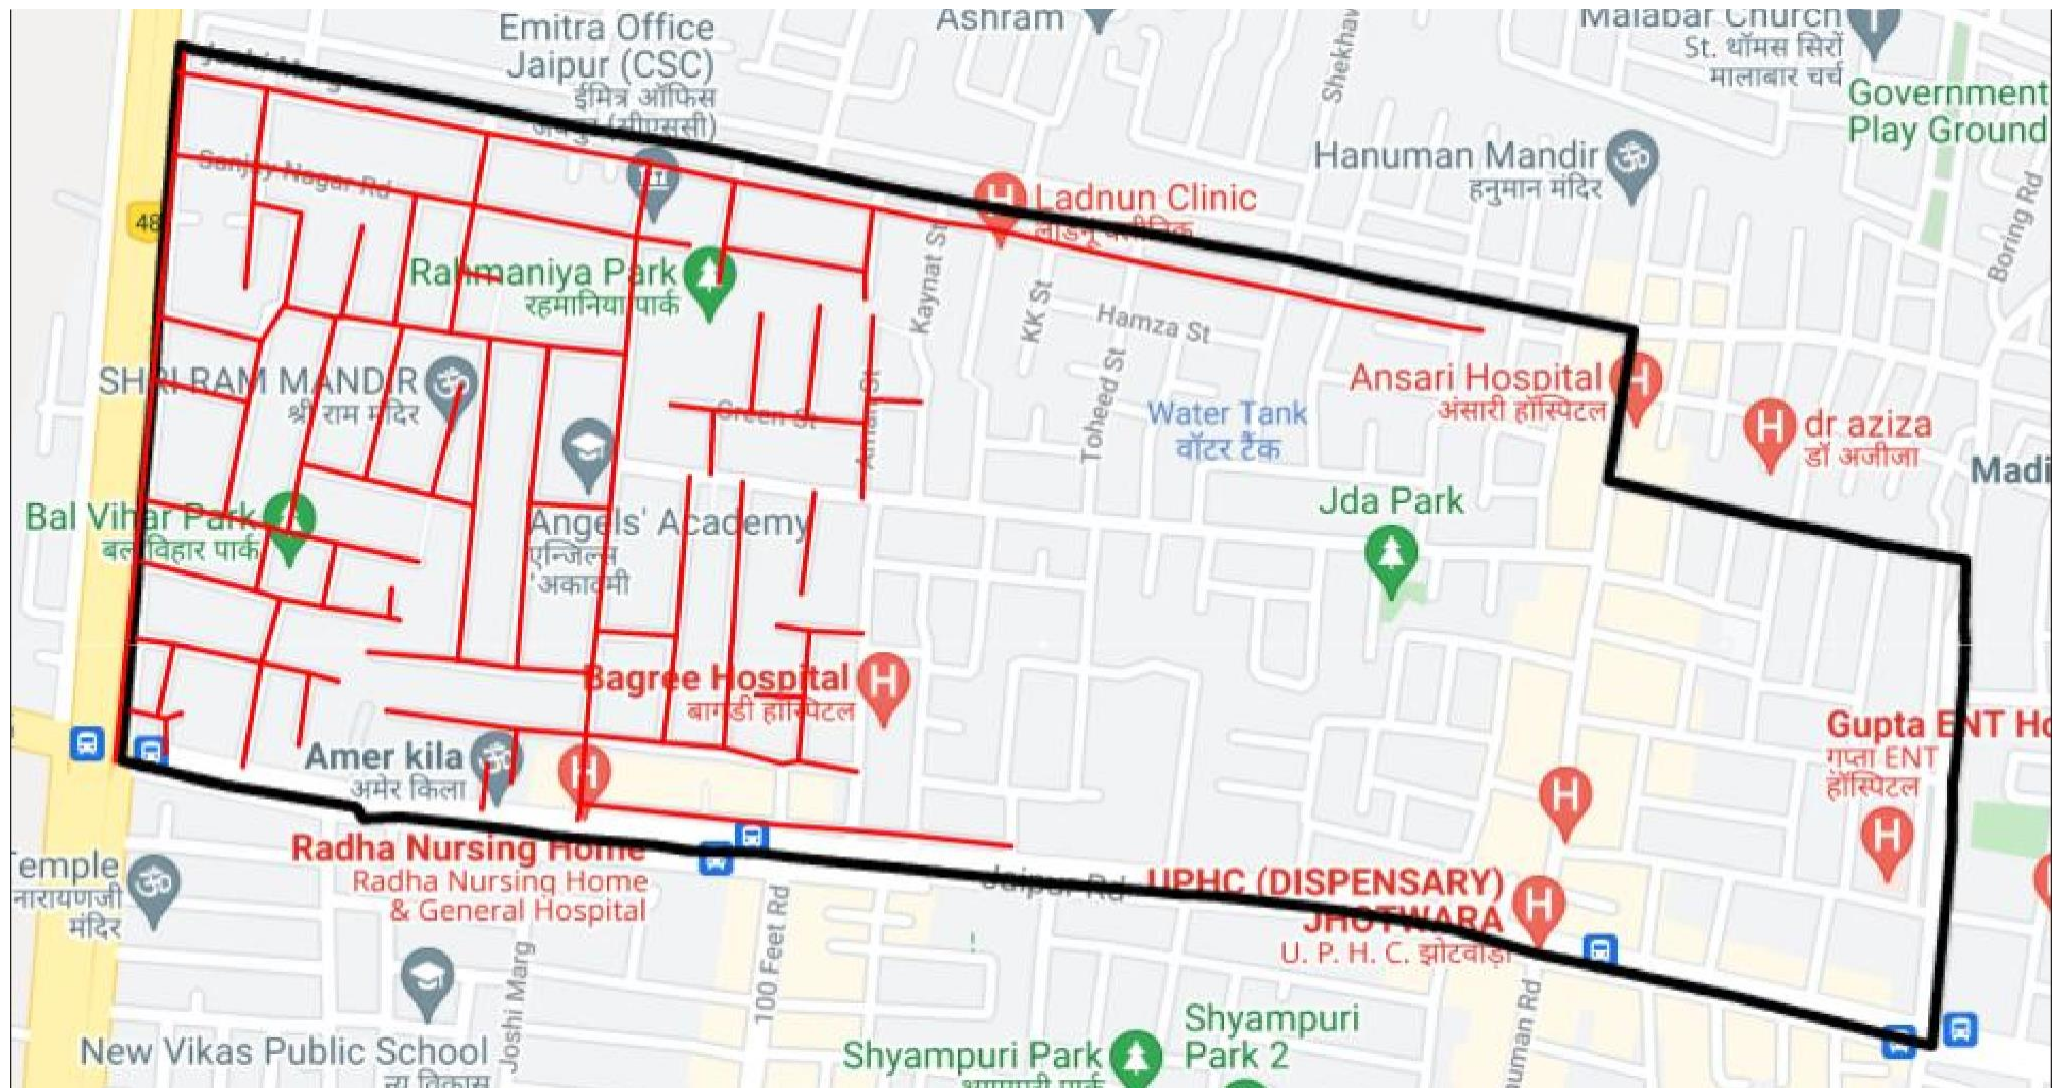 Emitra Office
Jaipur (CSC)
ईमित्र ऑफिस
Ashram
Malabar Church
St. थॉमस सिरों
मालाबार चर्च
Government
Play Ground
Hanuman Mandir
हनुमान मंदिर
Boring Rd
Sanjay Nagar Rd
48
Ladnun Clinic
Rahmaniya Park
रहमानिया पार्क
Kaynat St
KK St
Hamza St
Toheed St
SHRI RAM MANDIR
श्री राम मंदिर
Green St
Water Tank
वॉटर टैंक
Ansari Hospital
अंसारी हॉस्पिटल
dr aziza
डॉ अजीजा
Madi
Jda Park
Bal Vihar Park
बल विहार पार्क
Angels' Academy
एन्जिल्स
'अकादमी
Bagree Hospital
बागड़ी हॉस्पिटल
Gupta ENT Ho
गुप्ता ENT
हॉस्पिटल
Amer kila
अमेर किला
Radha Nursing Home
Radha Nursing Home
& General Hospital
Jaipur Rd
UPHC (DISPENSARY)
JHOTWARA
U. P. H. C. झोटवाड़ा
Temple
नारायणजी
मंदिर
Joshi Marg
100 Feet Rd
New Vikas Public School
Shyampuri Park
Shyampuri
Park 2